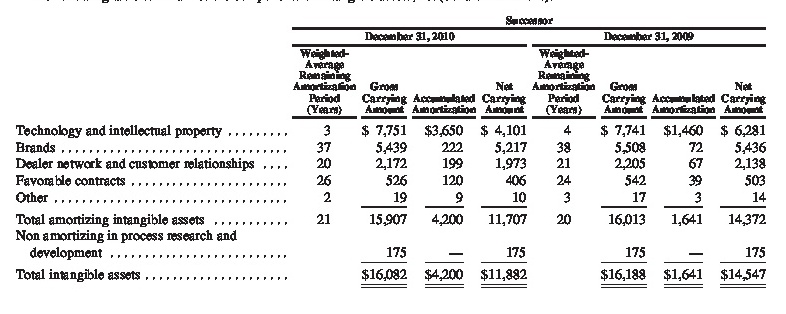 Successor
December 31, 2010 December 31, 2009
Weighted- Weighted-
Average Average
Remaining Remaining
Amortization Gross Net Amortization Gross Net
Period Carrying Accumulated Carrying Period Carrying Accumulated Carrying
(Years) Amount Amortization Amount (Years) Amount Amortization Amount
Technology and intellectual property ......... 3 $ 7,751 $3,650 $ 4,101 4 $ 7,741 $1,460 $ 6,281
Brands ............................. 37 5,439 222 5,217 38 5,508 72 5,436
Dealer network and customer relationships .... 20 2,172 199 1,973 21 2,205 67 2,138
Favorable contracts .................... 26 526 120 406 24 542 39 503
Other .............................. 2 19 9 10 3 17 3 14
Total amortizing intangible assets ........... 21 15,907 4,200 11,707 20 16,013 1,641 14,372
Non amortizing in process research and
development ........................ 175 — 175 175 — 175
Total intangible assets .................... $16,082 $4,200 $11,882 $16,188 $1,641 $14,547